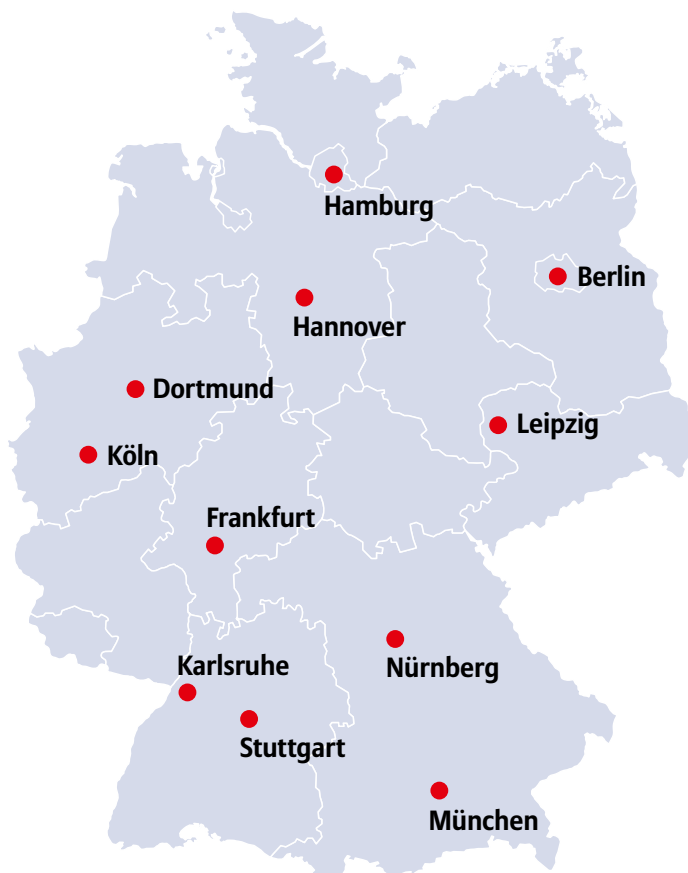 Hamburg
Berlin
Hannover
Dortmund
Leipzig
Köln
Frankfurt
Nürnberg
Karlsruhe
Stuttgart
München